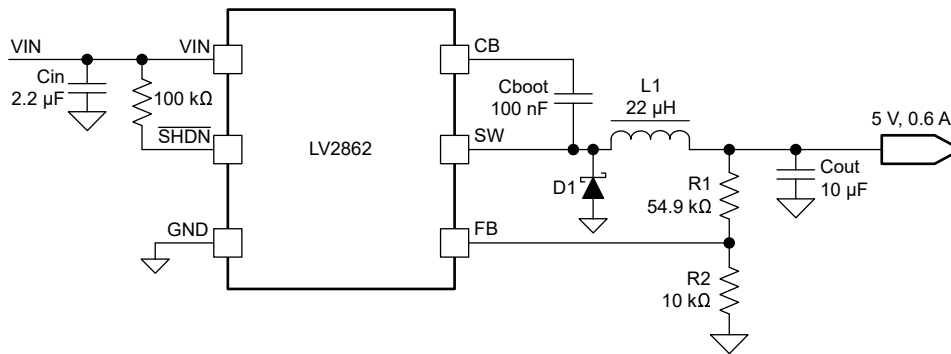 VIN
VIN
Cin
2.2 µF
100 kΩ
SHDN
GND
LV2862
CB
Cboot
100 nF
SW
FB
L1
22 µH
D1
R1
54.9 kΩ
R2
10 kΩ
Cout
10 µF
5 V, 0.6 A